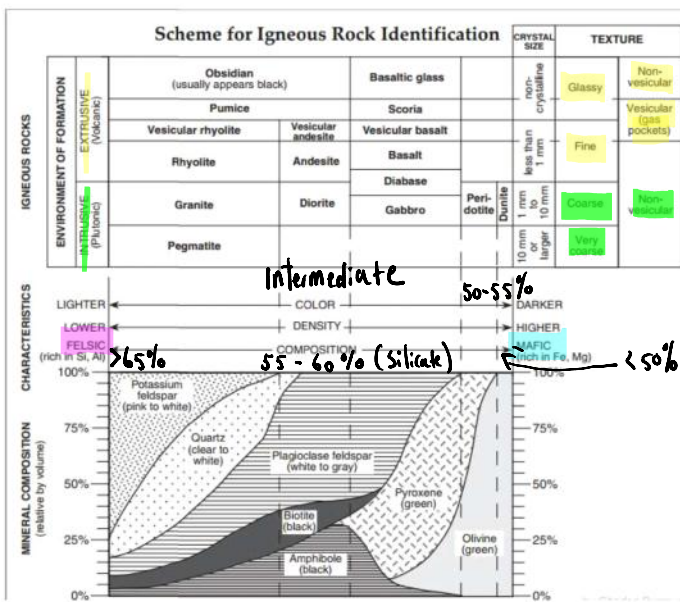 Scheme for Igneous Rock Identification
CRYSTAL SIZE
TEXTURE
IGNEOUS ROCKS
ENVIRONMENT OF FORMATION
EXTRUSIVE (Volcanic)
INTRUSIVE (Plutonic)
Obsidian
(usually appears black)
Basaltic glass
non-crystalline
Glassy
Non-vesicular
Pumice
Scoria
Vesicular (gas pockets)
Vesicular rhyolite
Vesicular andesite
Vesicular basalt
less than 1 mm
Fine
Rhyolite
Andesite
Basalt
Diabase
Granite
Diorite
Gabbro
Peri-
dotite
Dunite
1 mm to 10 mm
Coarse
Non-vesicular
Pegmatite
10 mm or larger
Very coarse
Intermediate
50-55%
CHARACTERISTICS
LIGHTER
COLOR
DARKER
LOWER
DENSITY
HIGHER
FELSIC
(rich in Si, Al)
COMPOSITION
MAFIC
(rich in Fe, Mg)
>65%
55-60% (Silicate)
<50%
MINERAL COMPOSITION
(relative by volume)
100%
75%
50%
25%
0%
Potassium
feldspar
(pink to white)
Quartz
(clear to
white)
Plagioclase feldspar
(white to gray)
Biotite
(black)
Amphibole
(black)
Pyroxene
(green)
Olivine
(green)
100%
75%
50%
25%
0%